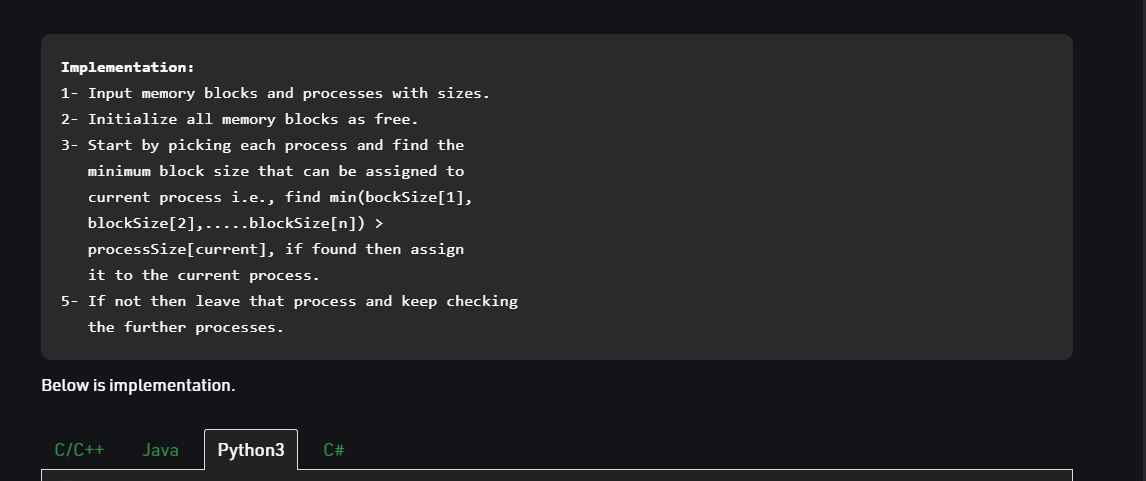 Implementation:
1- Input memory blocks and processes with sizes.
2- Initialize all memory blocks as free.
3- Start by picking each process and find the
minimum block size that can be assigned to
current process i.e., find min(bockSize[1],
blockSize[2],.....blockSize[n]) >
processSize[current], if found then assign
it to the current process.
5- If not then leave that process and keep checking
the further processes.
Below is implementation.
C/C++ Java Python3 C#